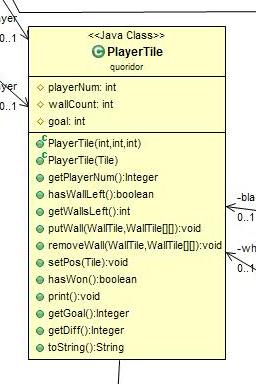 yer
0..1
<<Java Class>>
PlayerTile
quoridor
yer
0..1
playerNum: int
wallCount: int
goal: int
PlayerTile(int,int,int)
PlayerTile(Tile)
getPlayerNum():Integer
hasWallLeft():boolean
getWallsLeft():int
-bla
0..1
putWall(WallTile,WallTile[][]):void
removeWall(WallTile,WallTile[][]):void
-wh
0..1
setPos(Tile):void
hasWon():boolean
print():void
getGoal():Integer
getDiff():Integer
toString():String